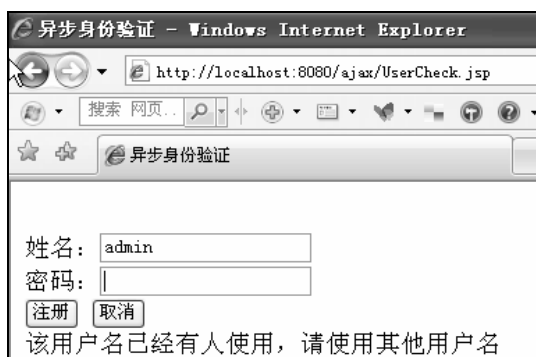 异步身份验证 - Windows Internet Explorer
http://localhost:8080/ajax/UserCheck.jsp
搜索 网页..
异步身份验证
姓名: admin
密码:
注册 取消
该用户名已经有人使用，请使用其他用户名